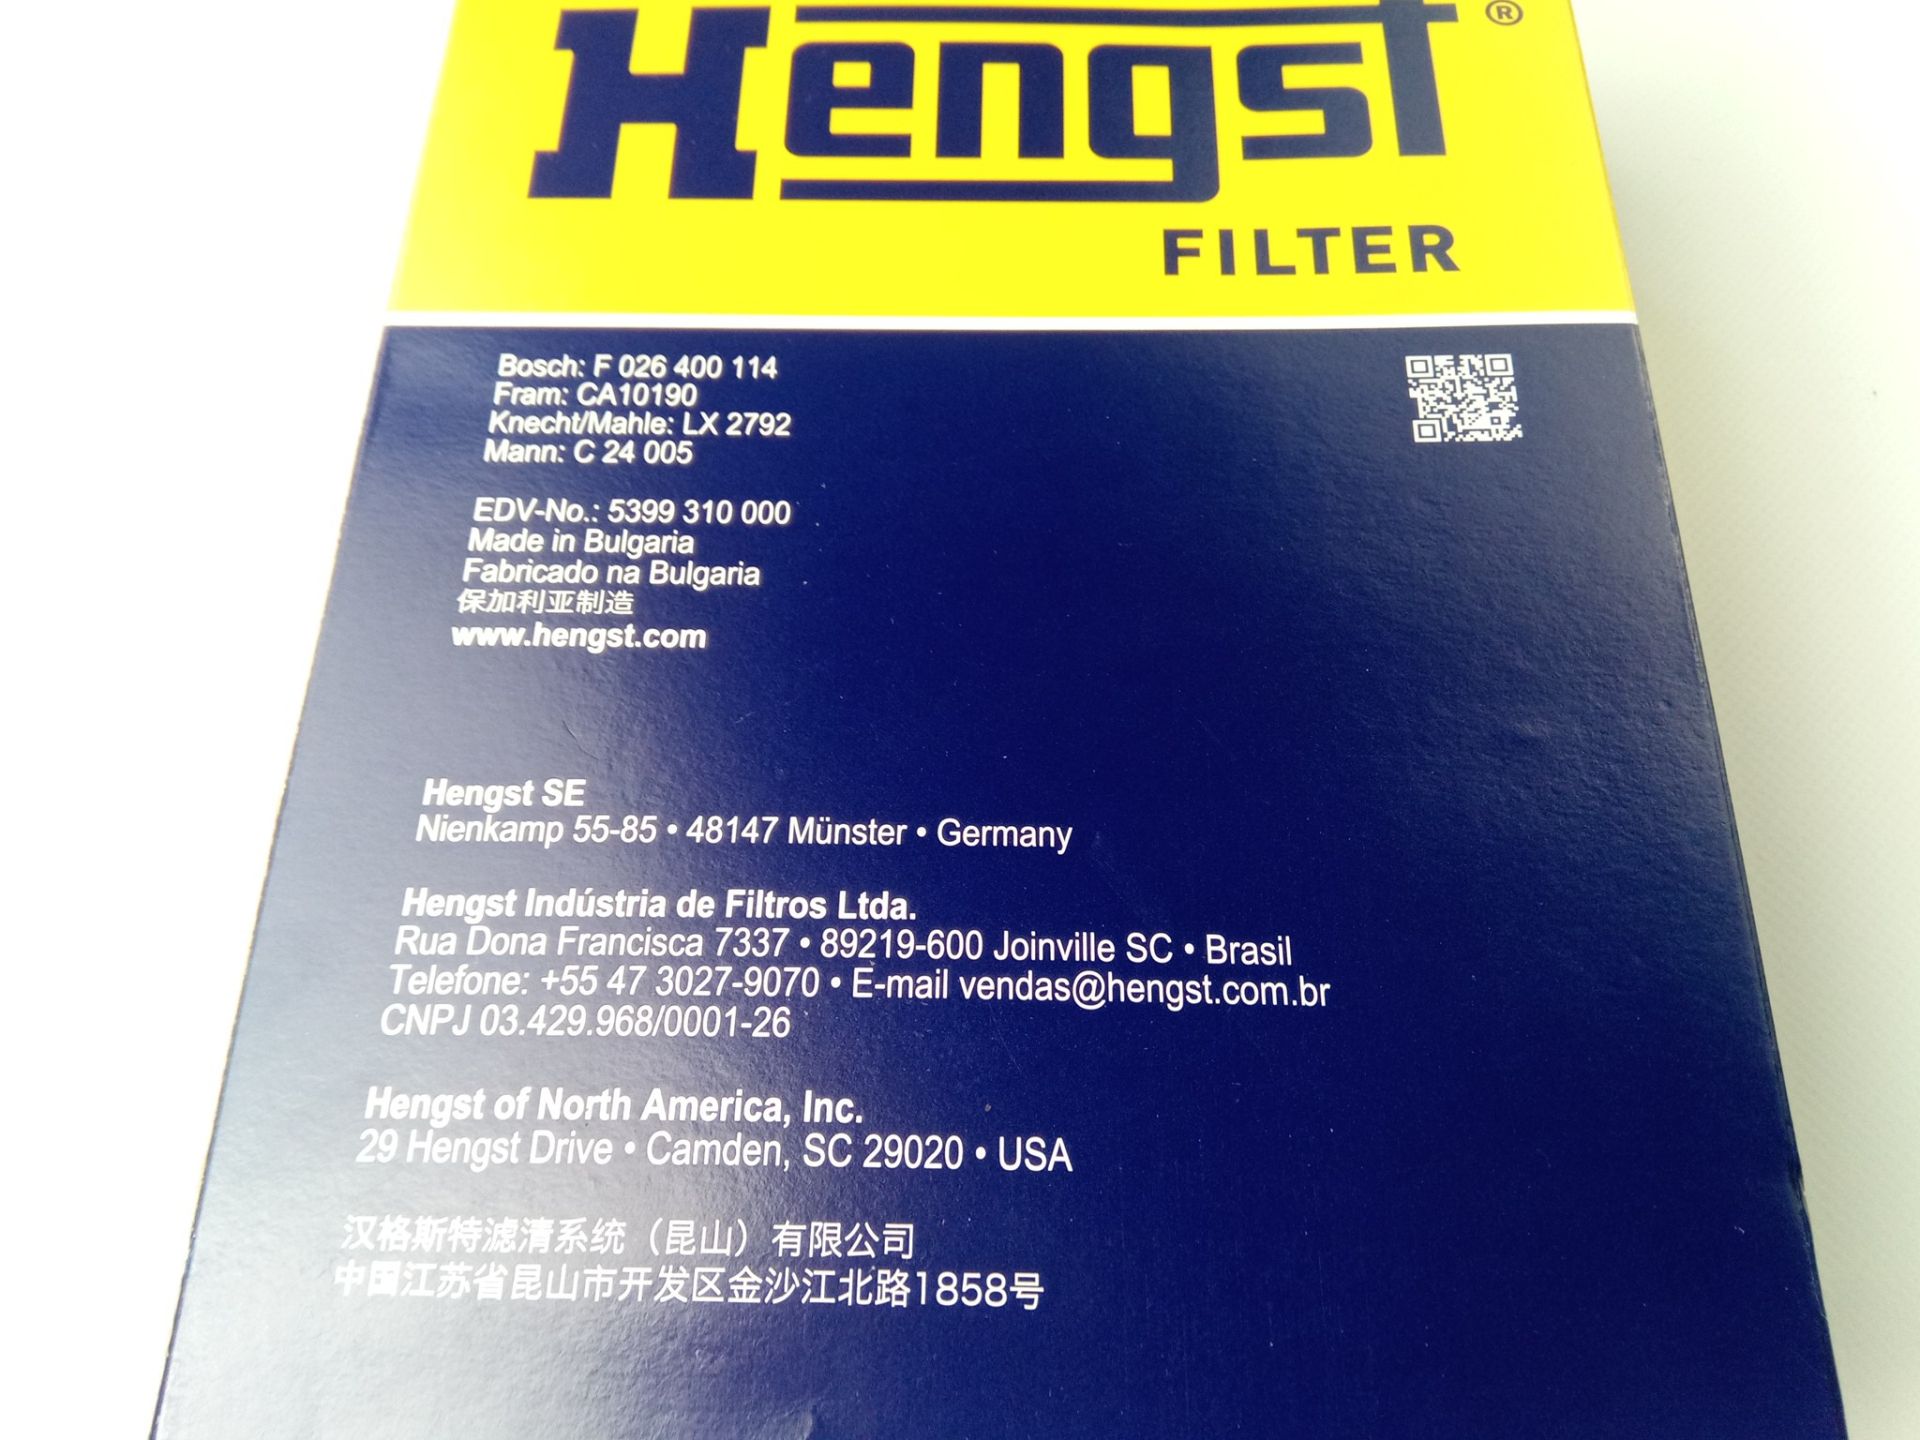 Hengst®
FILTER
Bosch: F 026 400 114
Fram: CA10190
Knecht/Mahle: LX 2792
Mann: C 24 005
EDV-No.: 5399 310 000
Made in Bulgaria
Fabricado na Bulgaria
保加利亚制造
www.hengst.com
Hengst SE
Nienkamp 55-85 • 48147 Münster • Germany
Hengst Indústria de Filtros Ltda.
Rua Dona Francisca 7337 • 89219-600 Joinville SC • Brasil
Telefone: +55 47 3027-9070 • E-mail vendas@hengst.com.br
CNPJ 03.429.968/0001-26
Hengst of North America, Inc.
29 Hengst Drive • Camden, SC 29020 • USA
汉格斯特滤清系统（昆山）有限公司
中国江苏省昆山市开发区金沙江北路1858号